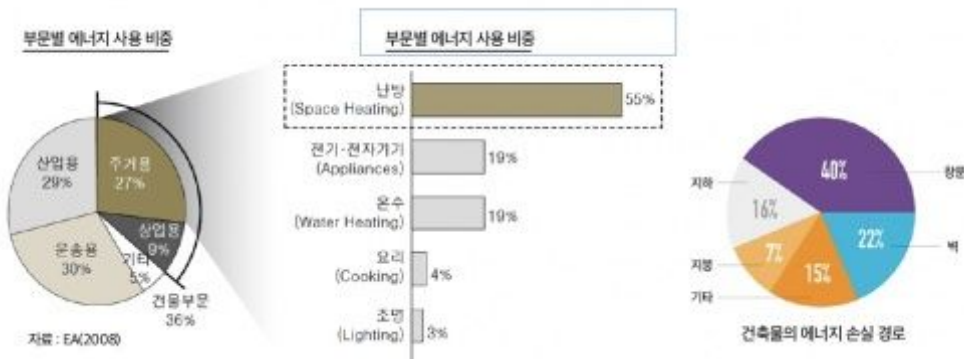 부문별 에너지 사용 비중
산업용
29%
주거용
27%
상업용
9%
기타
5%
운송용
30%
건물부문
36%
자료 : EA(2008)
부문별 에너지 사용 비중
난방
(Space Heating)
55%
전기·전자기기
(Appliances)
19%
온수
(Water Heating)
19%
요리
(Cooking)
4%
조명
(Lighting)
3%
40%
창문
지하
16%
22%
벽
7%
지붕
15%
기타
건축물의 에너지 손실 경로